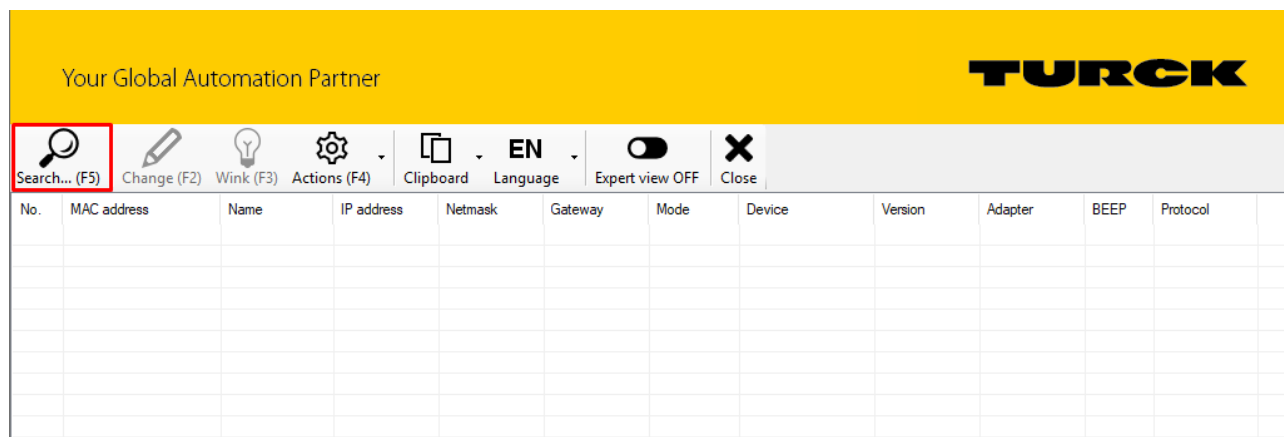 Your Global Automation Partner
TURCK
Search... (F5) Change (F2) Wink (F3) Actions (F4) Clipboard EN Language Expert view OFF Close
No. MAC address Name IP address Netmask Gateway Mode Device Version Adapter BEEP Protocol